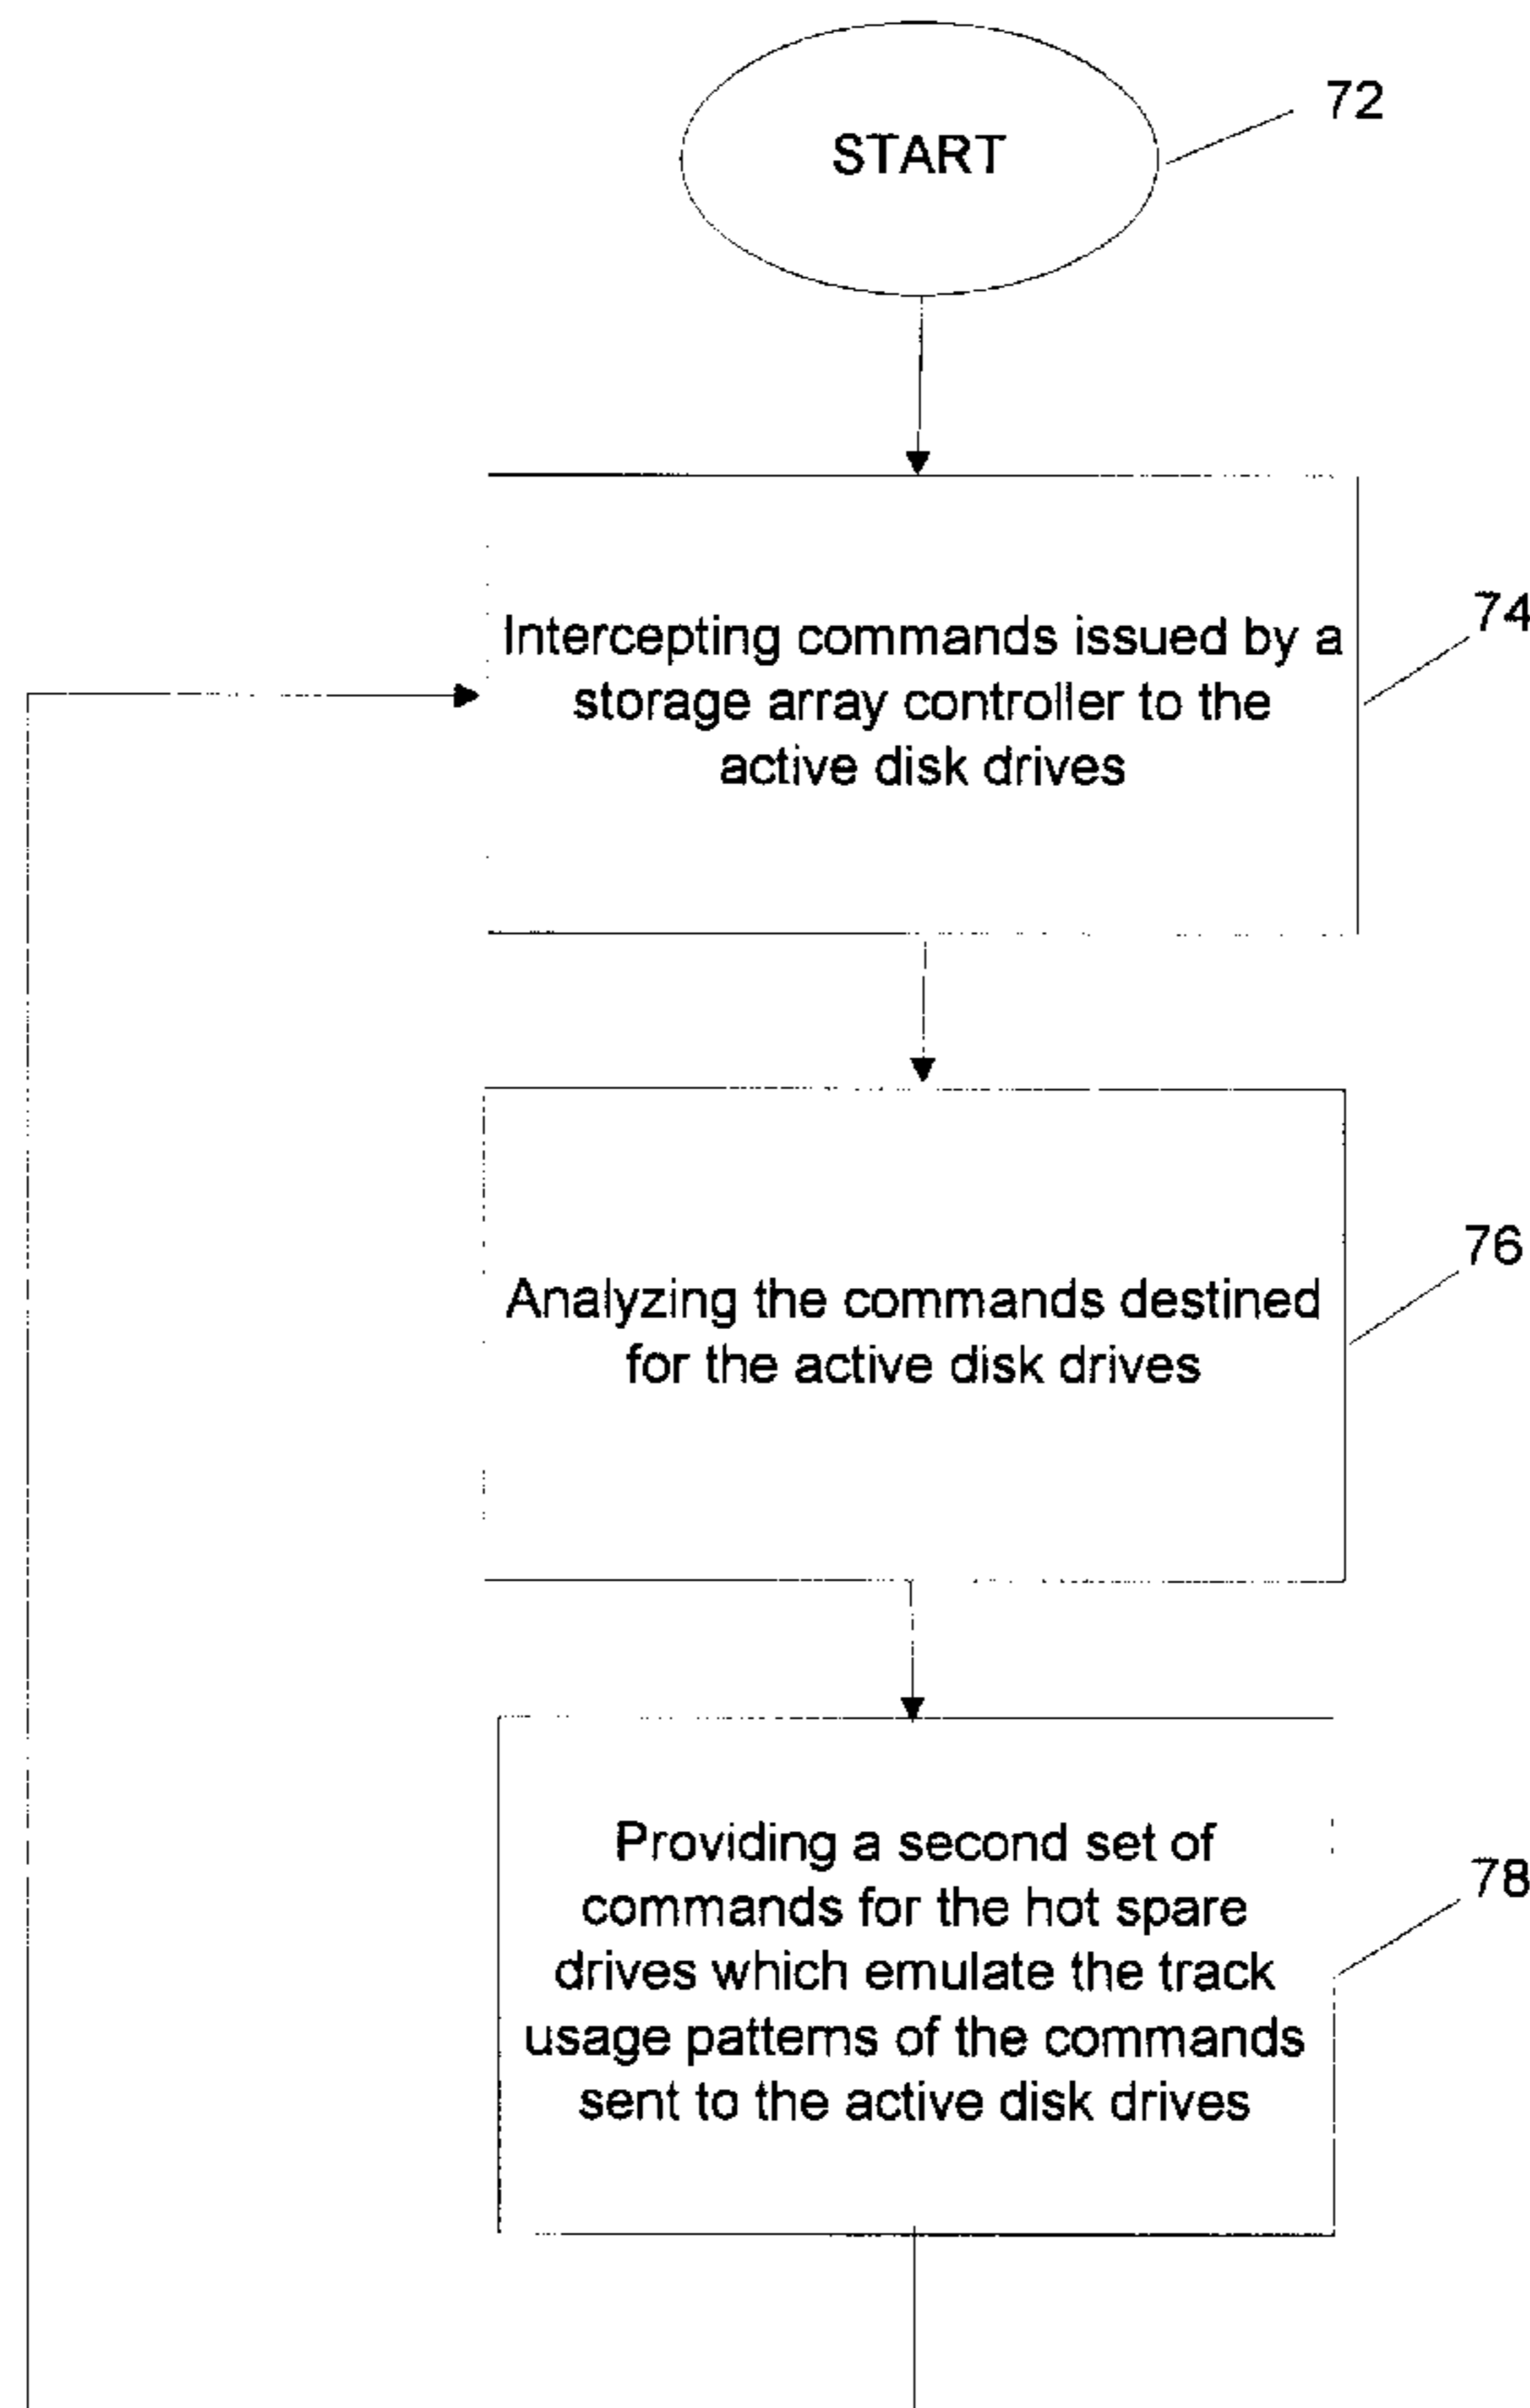 72
START
74
Intercepting commands issued by a
storage array controller to the
active disk drives
76
Analyzing the commands destined
for the active disk drives
78
Providing a second set of
commands for the hot spare
drives which emulate the track
usage patterns of the commands
sent to the active disk drives